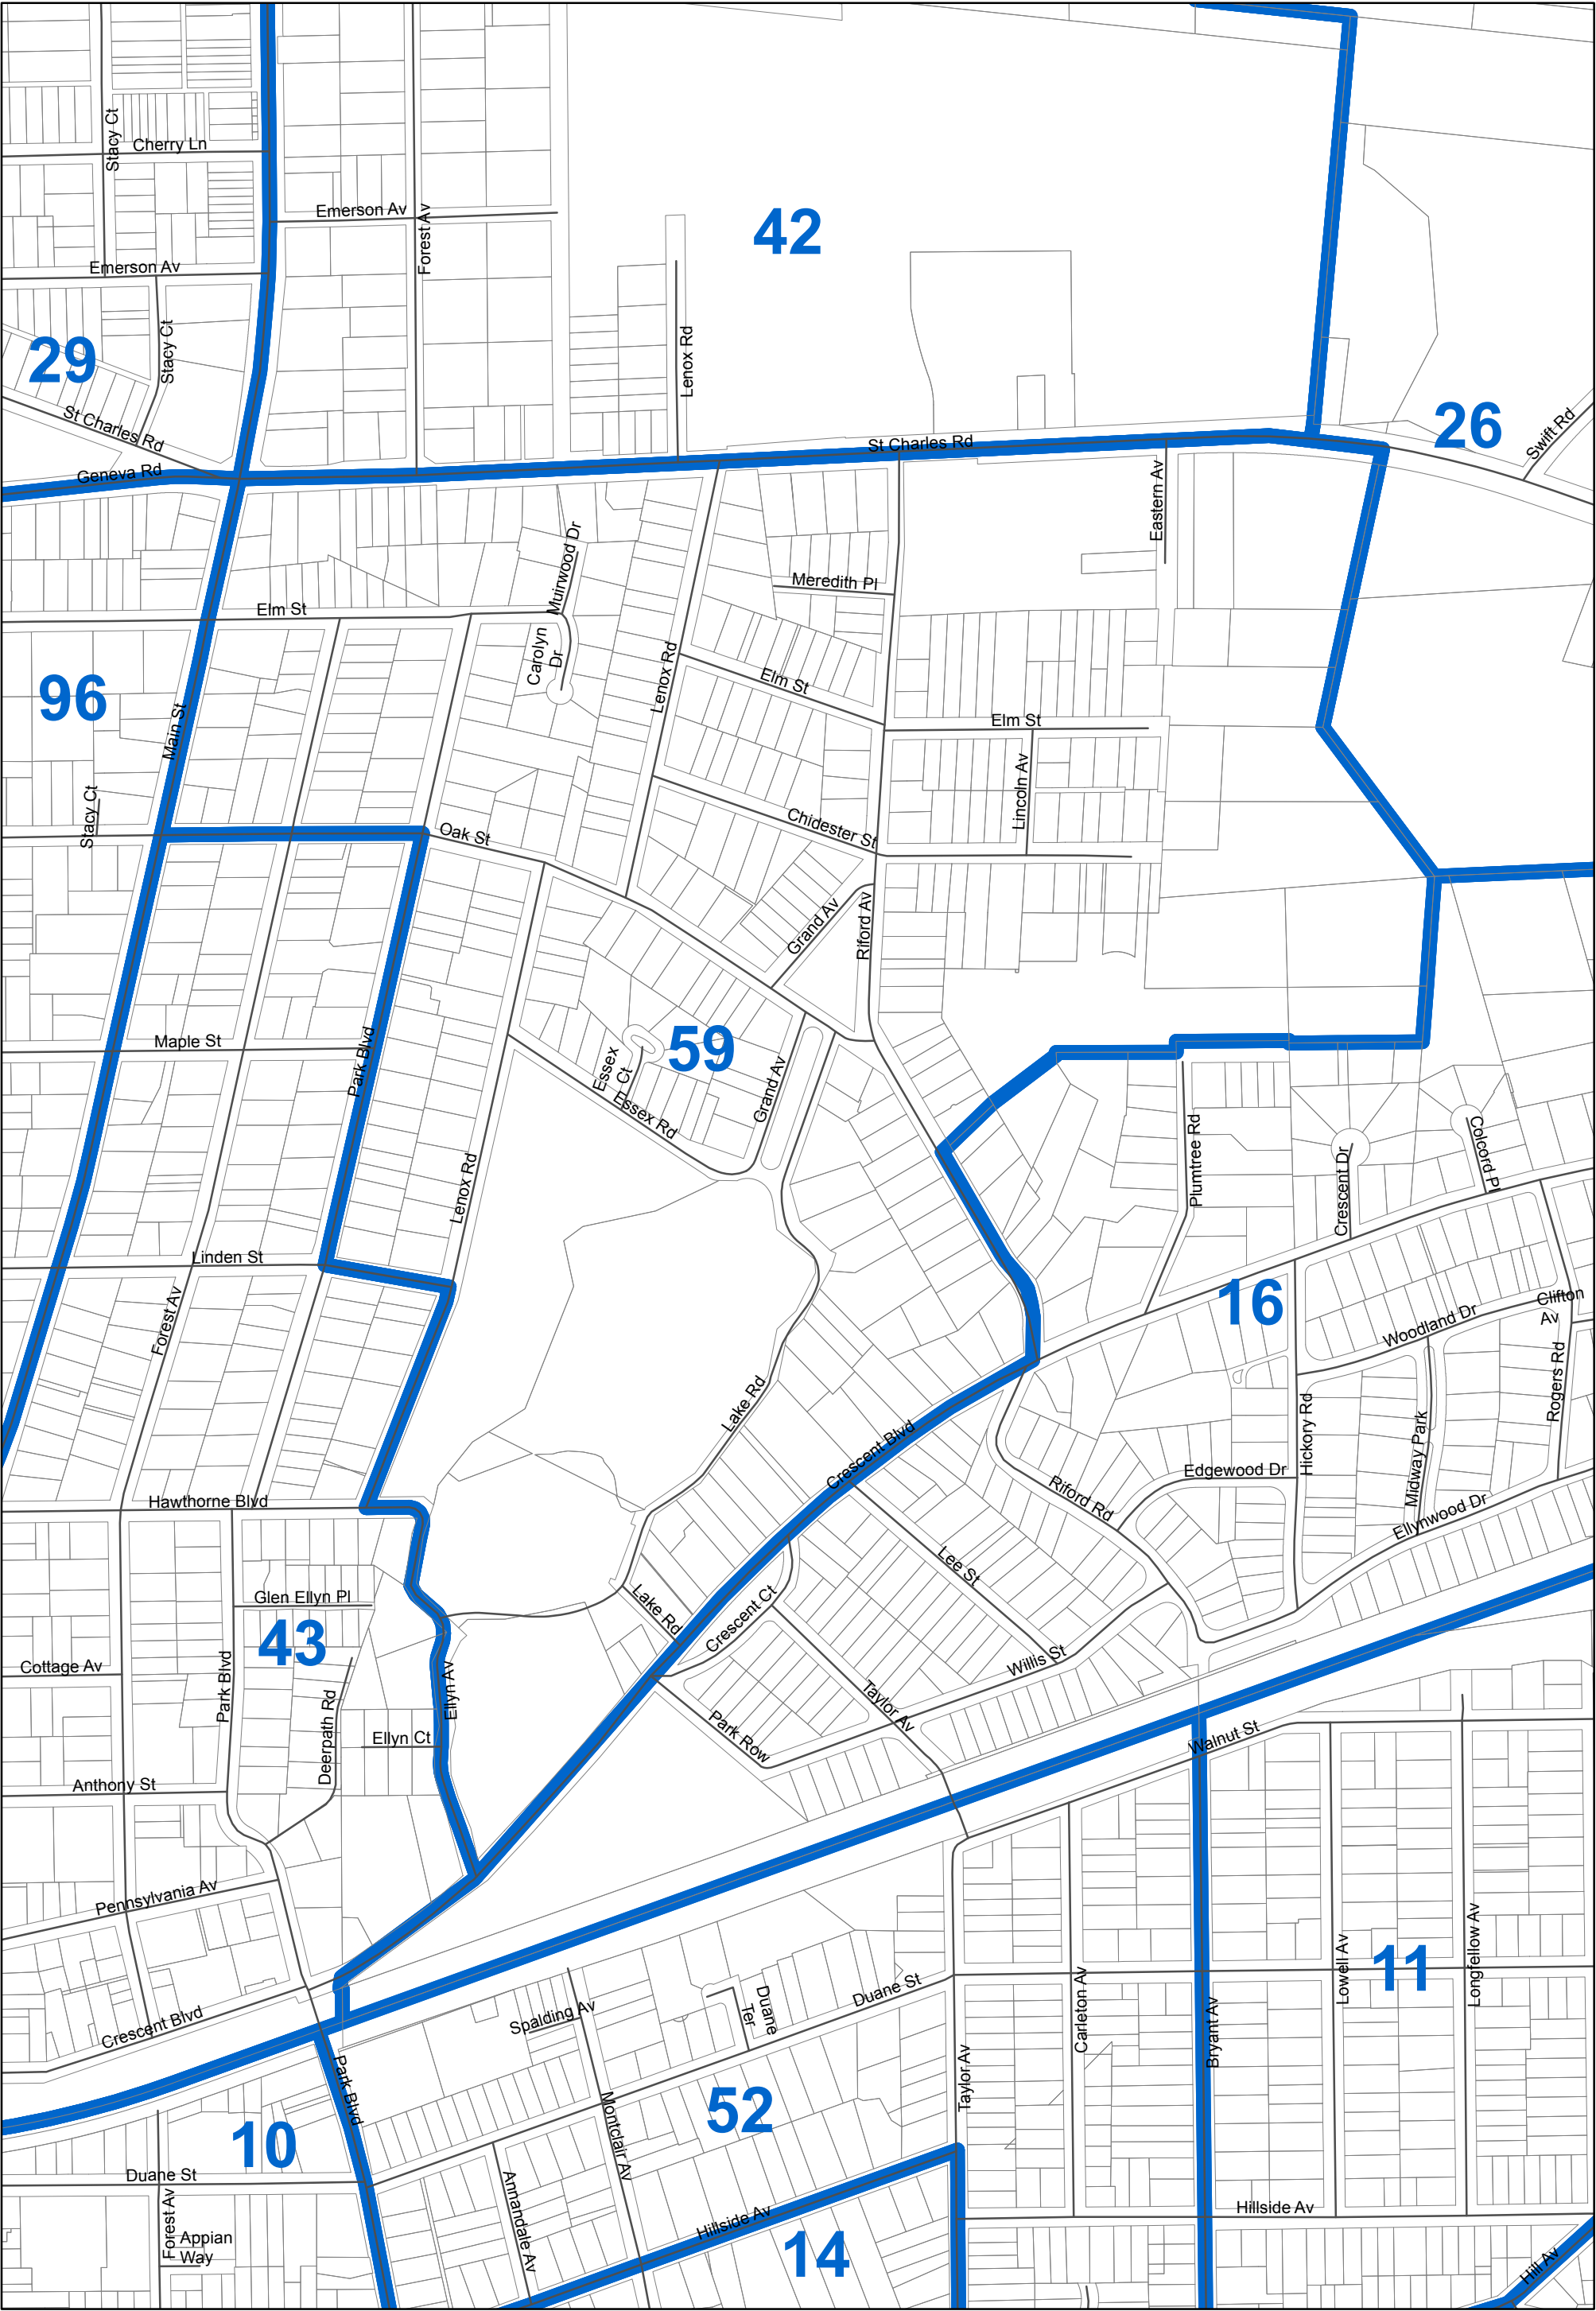 Stacy Ct
Cherry Ln
Emerson Av
Forest Av
42
Emerson Av
Stacy Ct
29
Lenox Rd
St Charles Rd
26
Swift Rd
St Charles Rd
Geneva Rd
Eastern Av
Muirwood Dr
Meredith Pl
Elm St
Carolyn
Dr
Lenox Rd
Elm St
96
Main St
Elm St
Lincoln Av
Stacy Ct
Oak St
Chidester St
Grand Av
Riford Av
Maple St
Park Blvd
59
Essex
Ct
Essex Rd
Grand Av
Plumtree Rd
Crescent Dr
Colcord Pl
Lenox Rd
Linden St
Forest Av
16
Clifton
Av
Woodland Dr
Rogers Rd
Lake Rd
Crescent Blvd
Hickory Rd
Midway Park
Edgewood Dr
Riford Rd
Ellynwood Dr
Hawthorne Blvd
Lee St
Glen Ellyn Pl
Lake Rd
Crescent Ct
43
Cottage Av
Park Blvd
Deerpath Rd
Ellyn Av
Ellyn Ct
Willis St
Taylor Av
Park Row
Walnut St
Anthony St
Pennsylvania Av
Crescent Blvd
Spalding Av
Duane
Ter
Duane St
Taylor Av
Carleton Av
Bryant Av
Lowell Av
11
Longfellow Av
Park Blvd
10
Montclair Av
52
Duane St
Forest Av
Appian
Way
Annandale Av
Hillside Av
14
Hillside Av
Hill Av